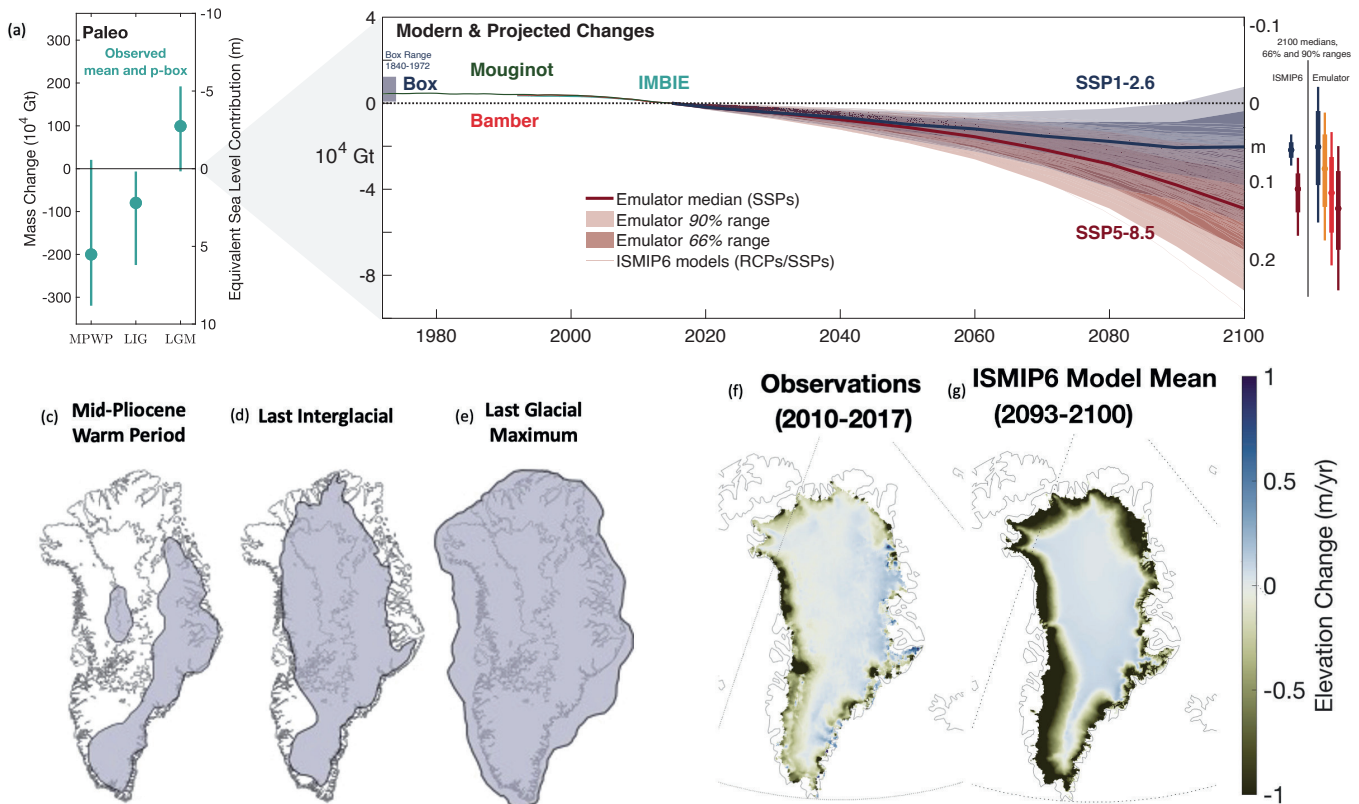 (a)
Paleo
Observed
mean and p-box
Mass Change (10⁴ Gt)
300
200
100
0
-100
-200
-300
MPWP
LIG
LGM
-10
-5
0
5
10
Equivalent Sea Level Contribution (m)
Modern & Projected Changes
4
0
10⁴ Gt
-4
-8
Box Range
1840-1972
Box
Mouginot
Bamber
IMBIE
SSP1-2.6
SSP5-8.5
Emulator median (SSPs)
Emulator 90% range
Emulator 66% range
ISMIP6 models (RCPs/SSPs)
1980
2000
2020
2040
2060
2080
2100
-0.1
0
m
0.1
0.2
2100 medians,
66% and 90% ranges
ISMIP6
Emulator
(c)
Mid-Pliocene
Warm Period
(d)
Last Interglacial
(e)
Last Glacial
Maximum
(f)
Observations
(2010-2017)
(g)
ISMIP6 Model Mean
(2093-2100)
1
0.5
0
-0.5
-1
Elevation Change (m/yr)